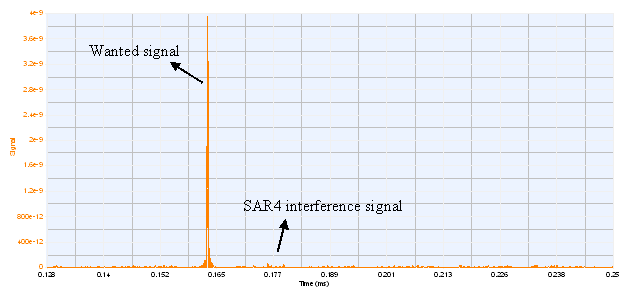 4e-9
Wanted signal
3.6e-9
3.2e-9
2.8e-9
2.4e-9
2e-9
Signal
1.6e-9
1.2e-9
SAR4 interference signal
800e-12
400e-12
0
0.128 0.14 0.152 0.165 0.177 0.189 0.201 0.213 0.226 0.238 0.25
Time (ms)